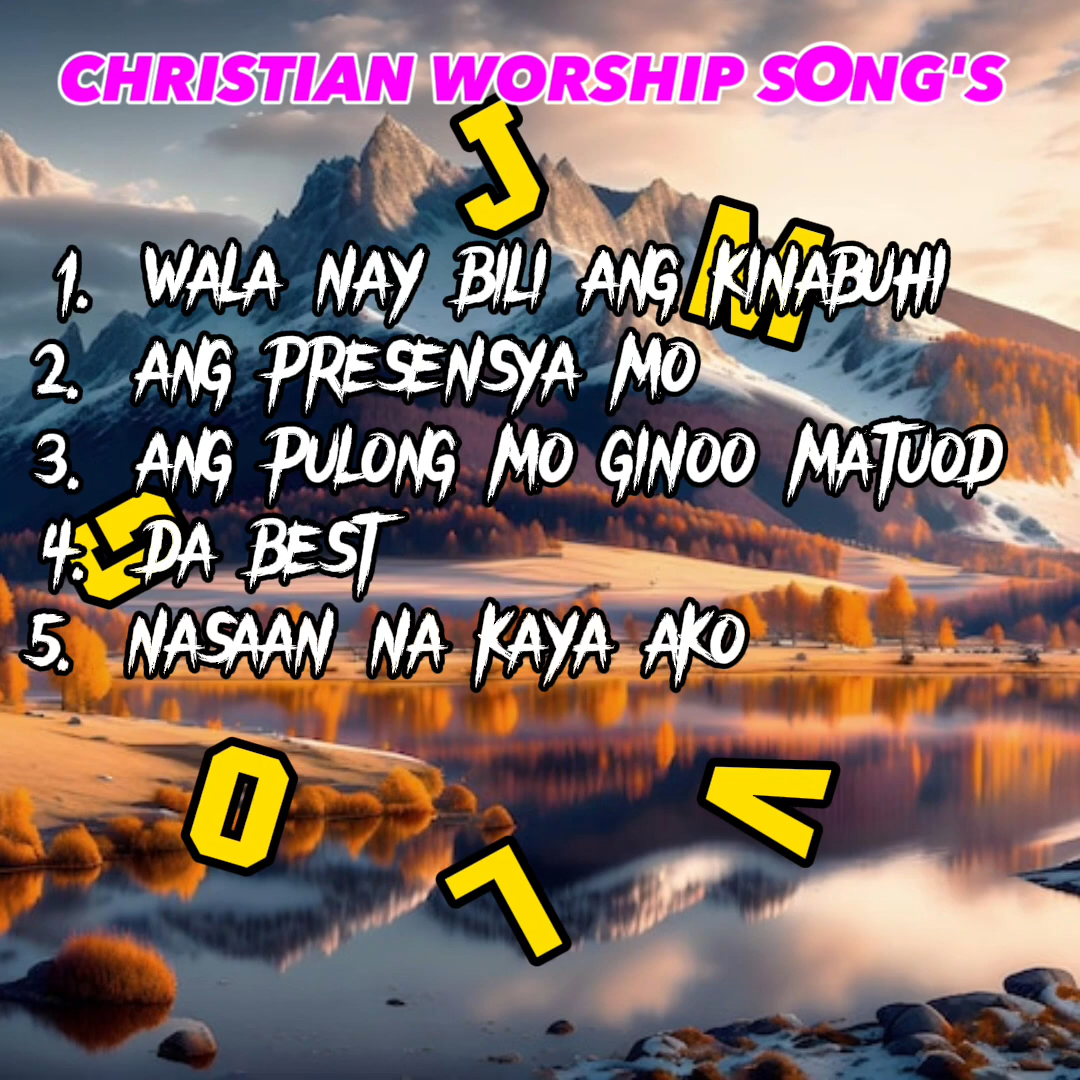 CHRISTIAN WORSHIP SONG'S
J
M
1. WALA NAY BILI ANG KINABUHI
2. ANG PRESENSYA MO
3. ANG PULONG MO GINOO MATUOD
4. DA BEST
5. NASAAN NA KAYA AKO
O
V
L